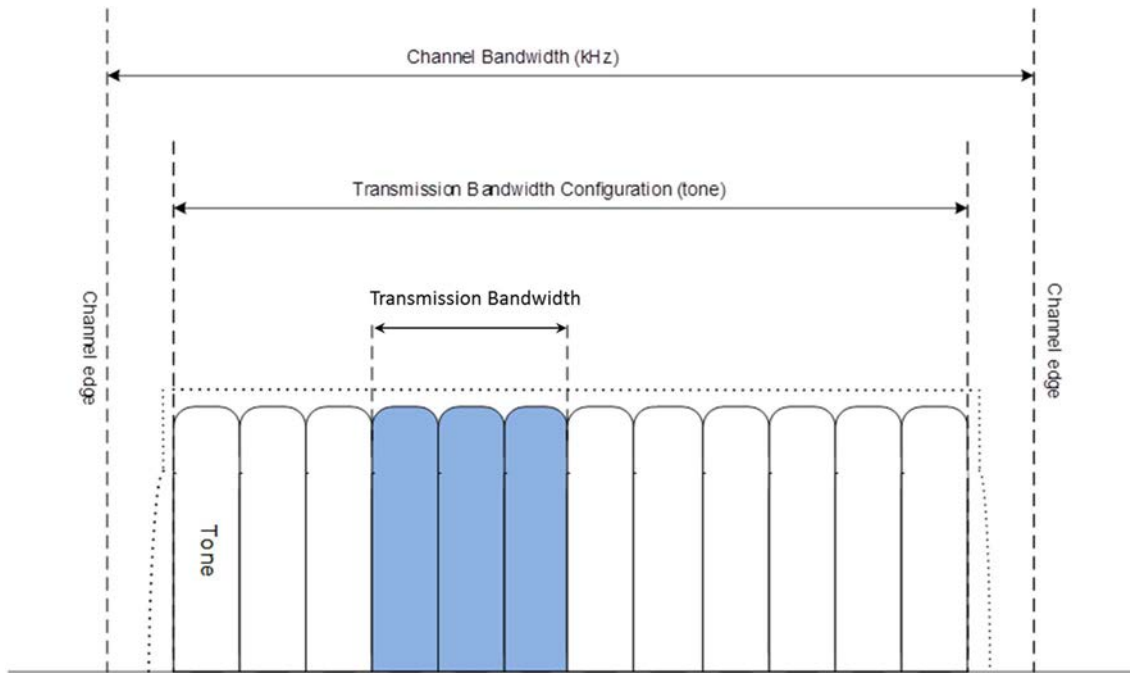 Channel Bandwidth (kHz)
Transmission Bandwidth Configuration (tone)
Transmission Bandwidth
Channel edge
Channel edge
Tone